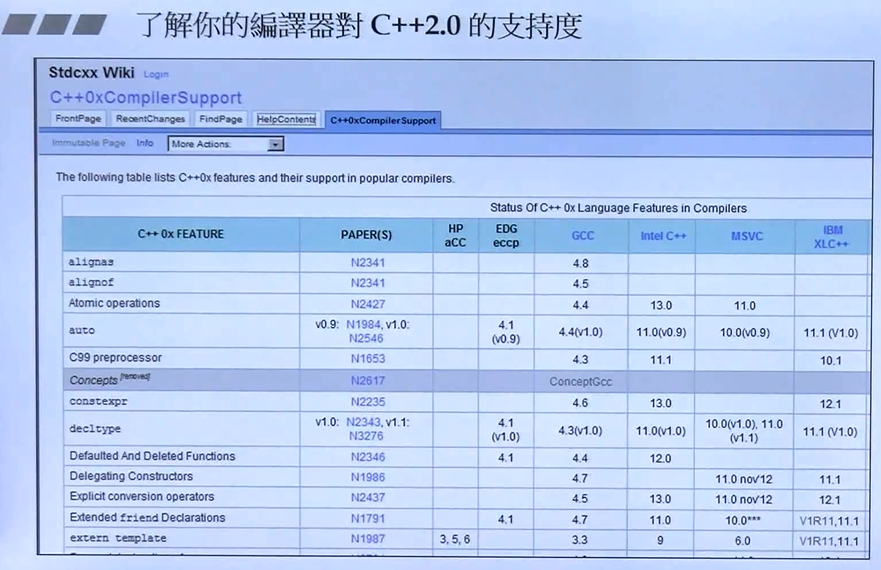 了解你的編譯器對 C++2.0 的支持度
Stdcxx Wiki Login
C++0xCompilerSupport
FrontPage RecentChanges FindPage HelpContents C++0xCompilerSupport
Immutable Page Info More Actions:
The following table lists C++0x features and their support in popular compilers.
Status Of C++ 0x Language Features in Compilers
C++ 0x FEATURE PAPER(S) HP aCC EDG eccp GCC Intel C++ MSVC IBM XLC++
alignas N2341 4.8
alignof N2341 4.5
Atomic operations N2427 4.4 13.0 11.0
auto v0.9: N1984, v1.0: N2546 4.1 (v0.9) 4.4(v1.0) 11.0(v0.9) 10.0(v0.9) 11.1 (V1.0)
C99 preprocessor N1653 4.3 11.1 10.1
Concepts [removed] N2617 ConceptGcc
constexpr N2235 4.6 13.0 12.1
decltype v1.0: N2343, v1.1: N3276 4.1 (v1.0) 4.3(v1.0) 11.0(v1.0) 10.0(v1.0), 11.0 (v1.1) 11.1 (V1.0)
Defaulted And Deleted Functions N2346 4.1 4.4 12.0
Delegating Constructors N1986 4.7 11.0 nov'12 11.1
Explicit conversion operators N2437 4.5 13.0 11.0 nov'12 12.1
Extended friend Declarations N1791 4.1 4.7 11.0 10.0*** V1R11,11.1
extern template N1987 3, 5, 6 3.3 9 6.0 V1R11,11.1